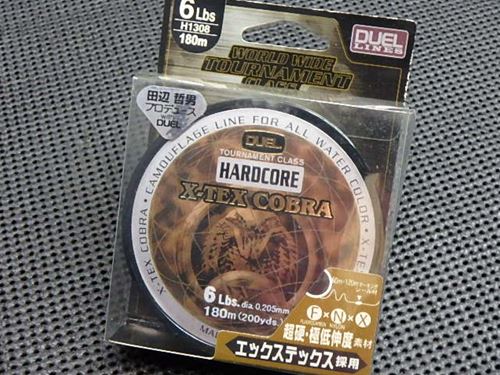 6 Lbs
H1308
180m
DUEL
LINES
WORLD WIDE
TOURNAMENT
CLASS
田辺 哲男
プロデュース
DUEL
CAMOUFLAGE LINE FOR ALL WATER COLOR
X-TEX COBRA
DUEL
TOURNAMENT CLASS
HARDCORE
X-TEX COBRA
6 Lbs. dia. 0.205mm
180m (200yds.)
F×N×X
超硬・極低伸度素材
エックステックス採用